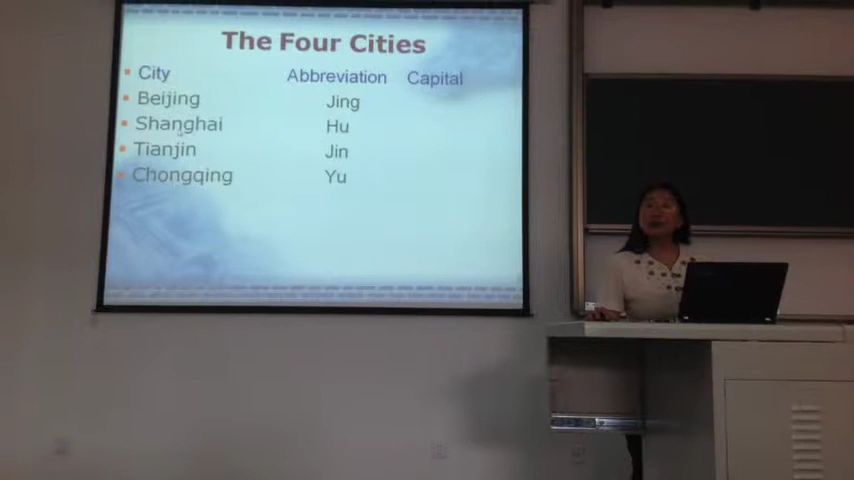 The Four Cities
City Abbreviation Capital
Beijing Jing
Shanghai Hu
Tianjin Jin
Chongqing Yu